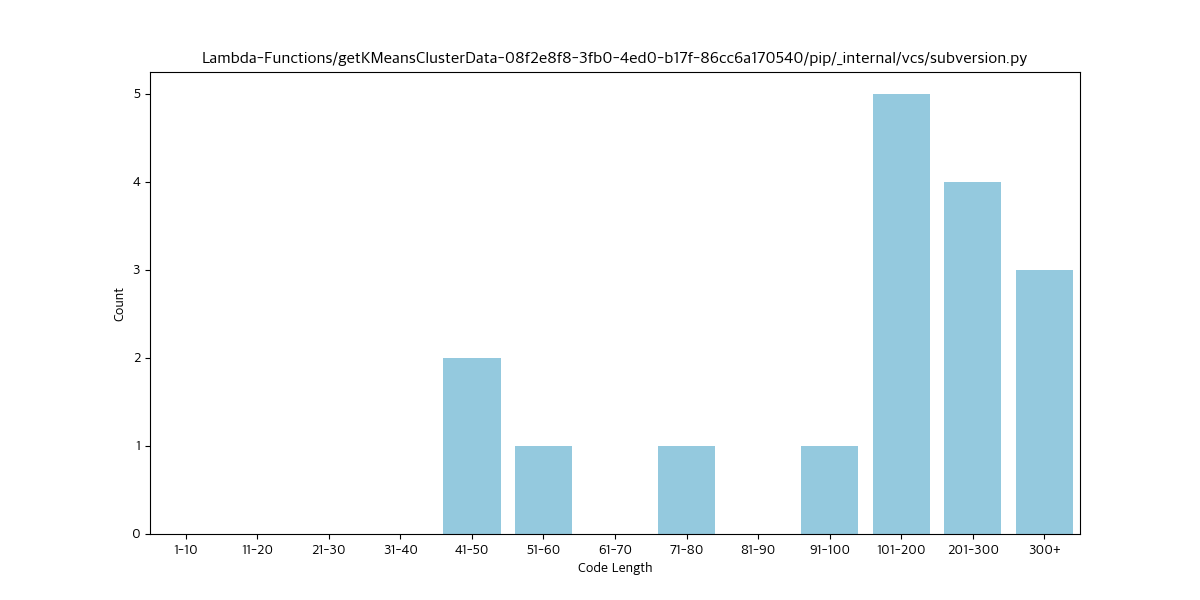 Lambda-Functions/getKMeansClusterData-08f2e8f8-3fb0-4ed0-b17f-86cc6a170540/pip/_internal/vcs/subversion.py
5
4
3
2
1
0
Count
1-10 11-20 21-30 31-40 41-50 51-60 61-70 71-80 81-90 91-100 101-200 201-300 300+
Code Length